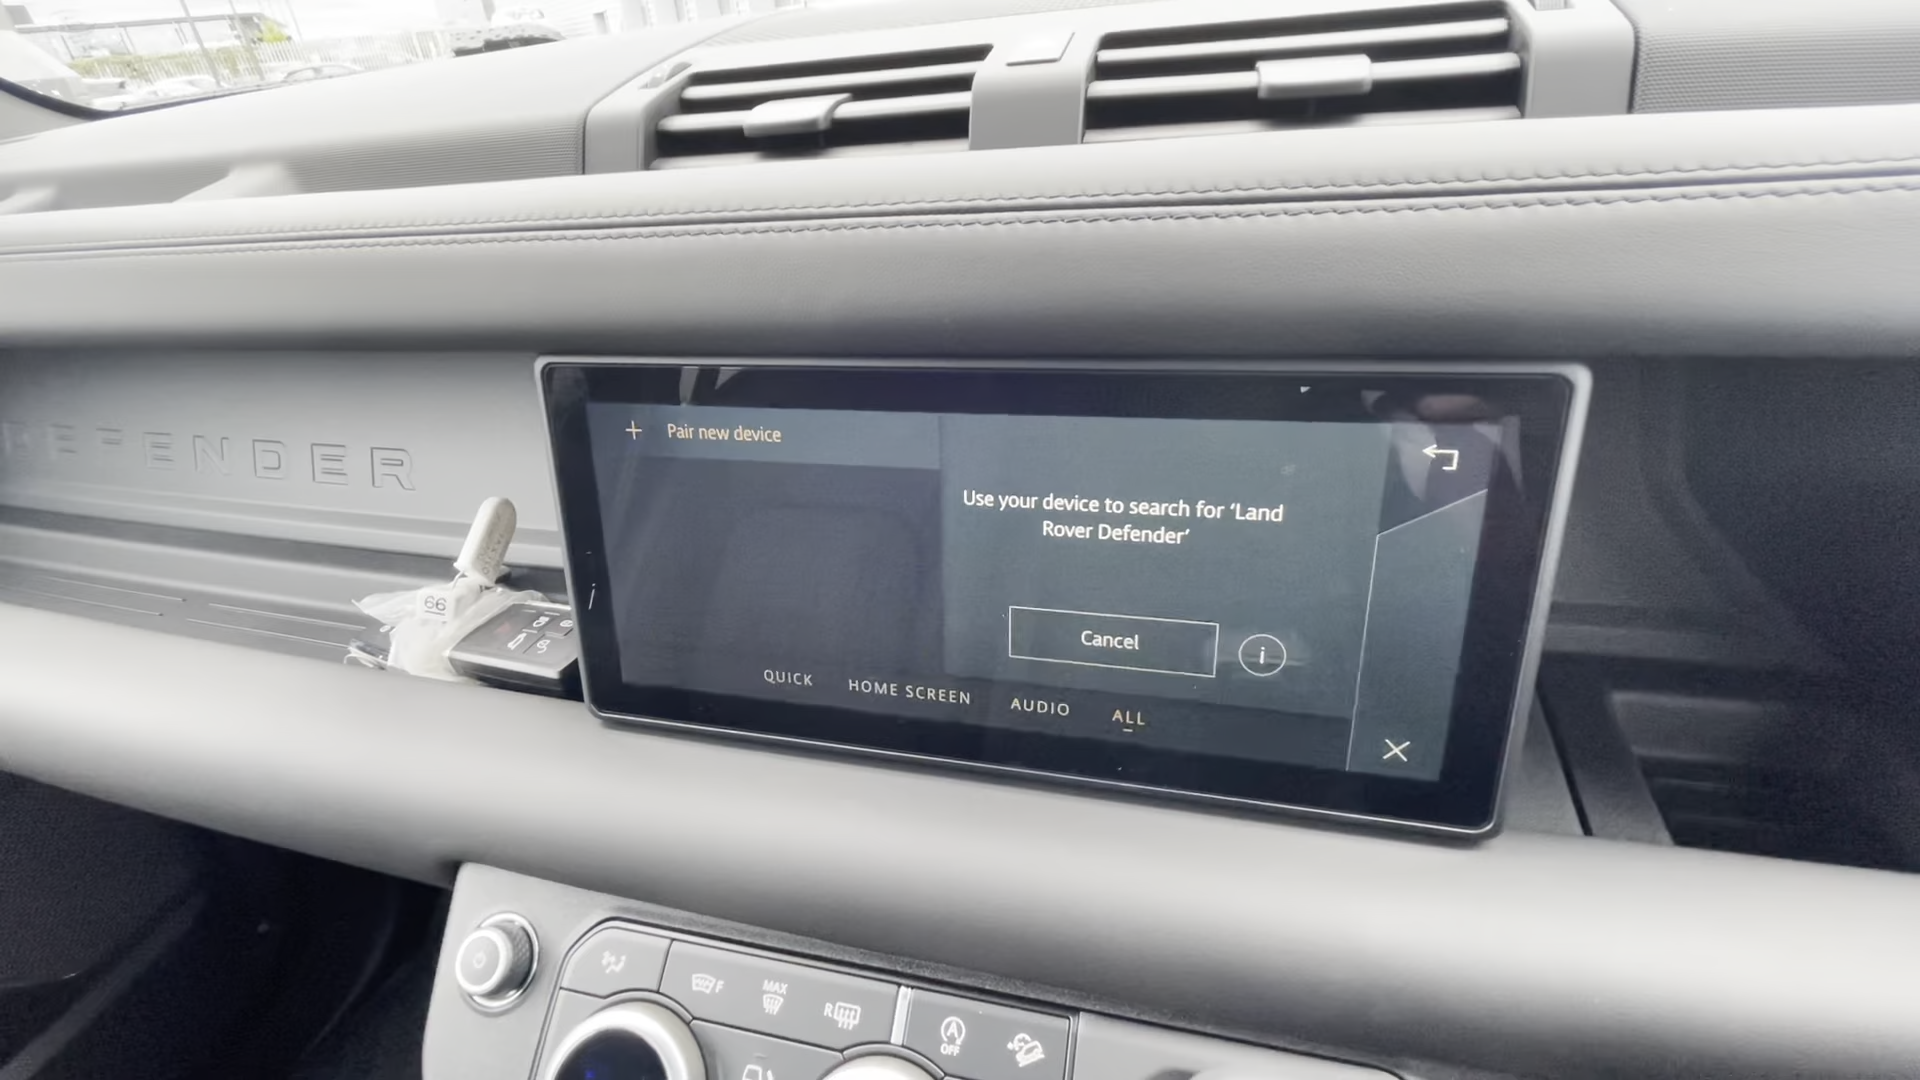 DEFENDER
66
+ Pair new device
Use your device to search for ‘Land
Rover Defender’
Cancel
i
QUICK
HOME SCREEN
AUDIO
ALL
F
MAX
R
A
OFF